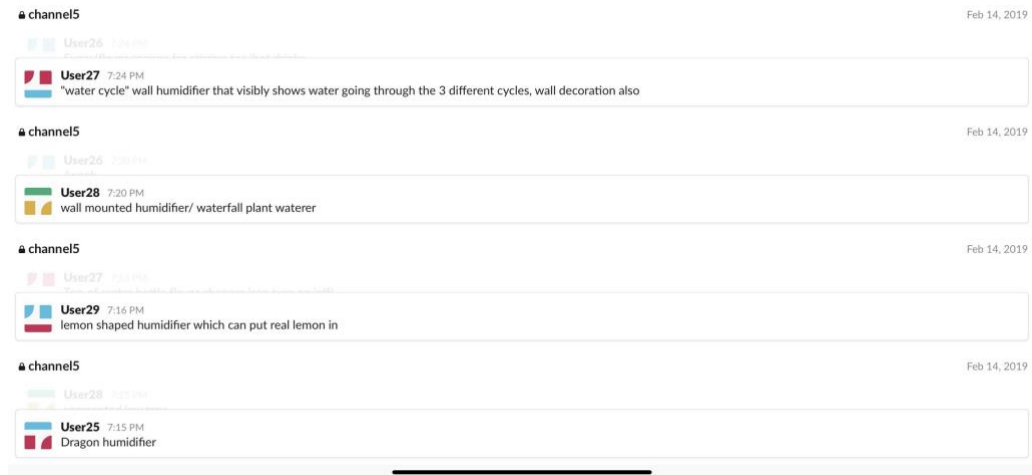 channel5 Feb 14, 2019
User26
User27 7:24 PM
"water cycle" wall humidifier that visibly shows water going through the 3 different cycles, wall decoration also
channel5 Feb 14, 2019
User26
User28 7:20 PM
wall mounted humidifier/ waterfall plant waterer
channel5 Feb 14, 2019
User27
User29 7:16 PM
lemon shaped humidifier which can put real lemon in
channel5 Feb 14, 2019
User28
User25 7:15 PM
Dragon humidifier